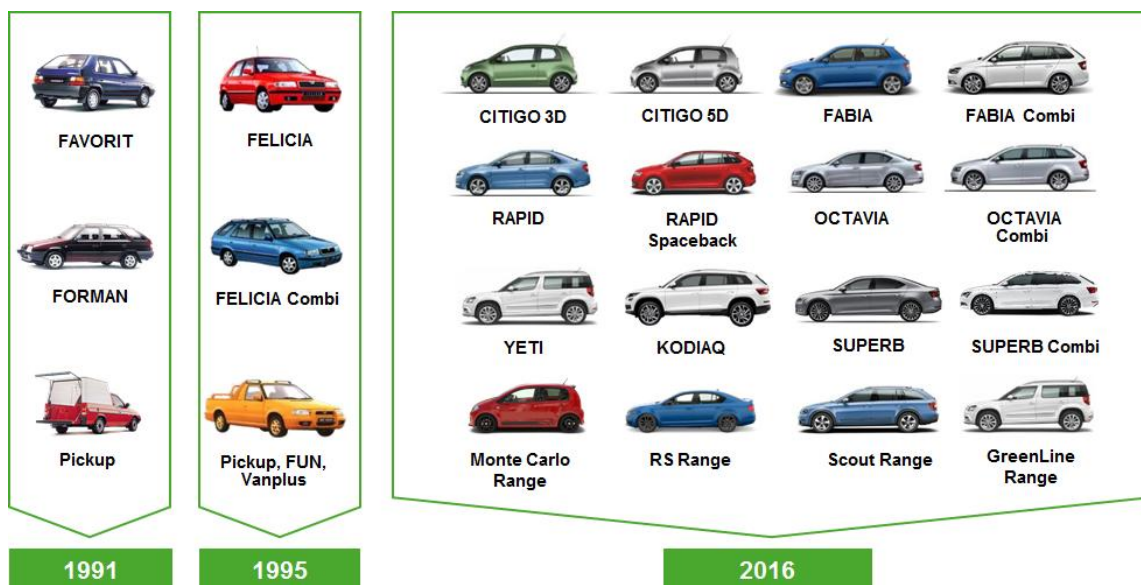 FAVORIT
FORMAN
Pickup
1991
FELICIA
FELICIA Combi
Pickup, FUN,
Vanplus
1995
CITIGO 3D
CITIGO 5D
FABIA
FABIA Combi
RAPID
RAPID
Spaceback
OCTAVIA
OCTAVIA
Combi
YETI
KODIAQ
SUPERB
SUPERB Combi
Monte Carlo
Range
RS Range
Scout Range
GreenLine
Range
2016